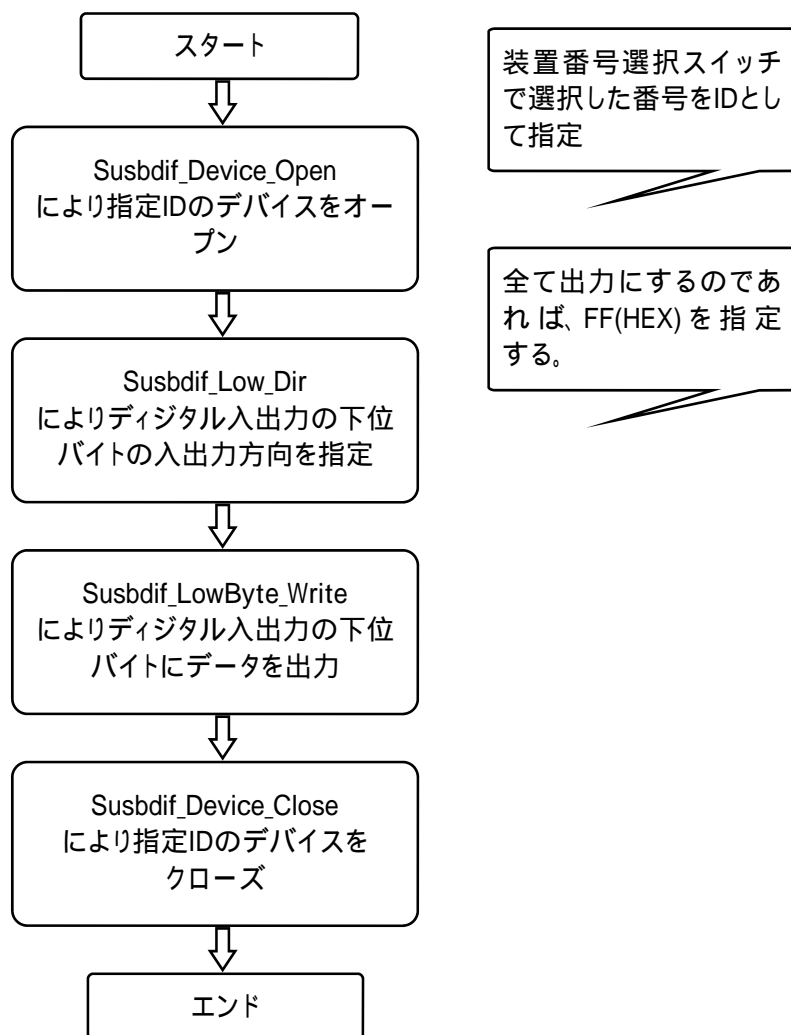 スタート
Susbdif_Device_Open
により指定IDのデバイスをオー
プン
Susbdif_Low_Dir
によりディジタル入出力の下位
バイトの入出力方向を指定
Susbdif_LowByte_Write
によりディジタル入出力の下位
バイトにデータを出力
Susbdif_Device_Close
により指定IDのデバイスを
クローズ
エンド
装置番号選択スイッチ
で選択した番号をIDとし
て指定
全て出力にするのであ
れば、FF(HEX)を指定
する。